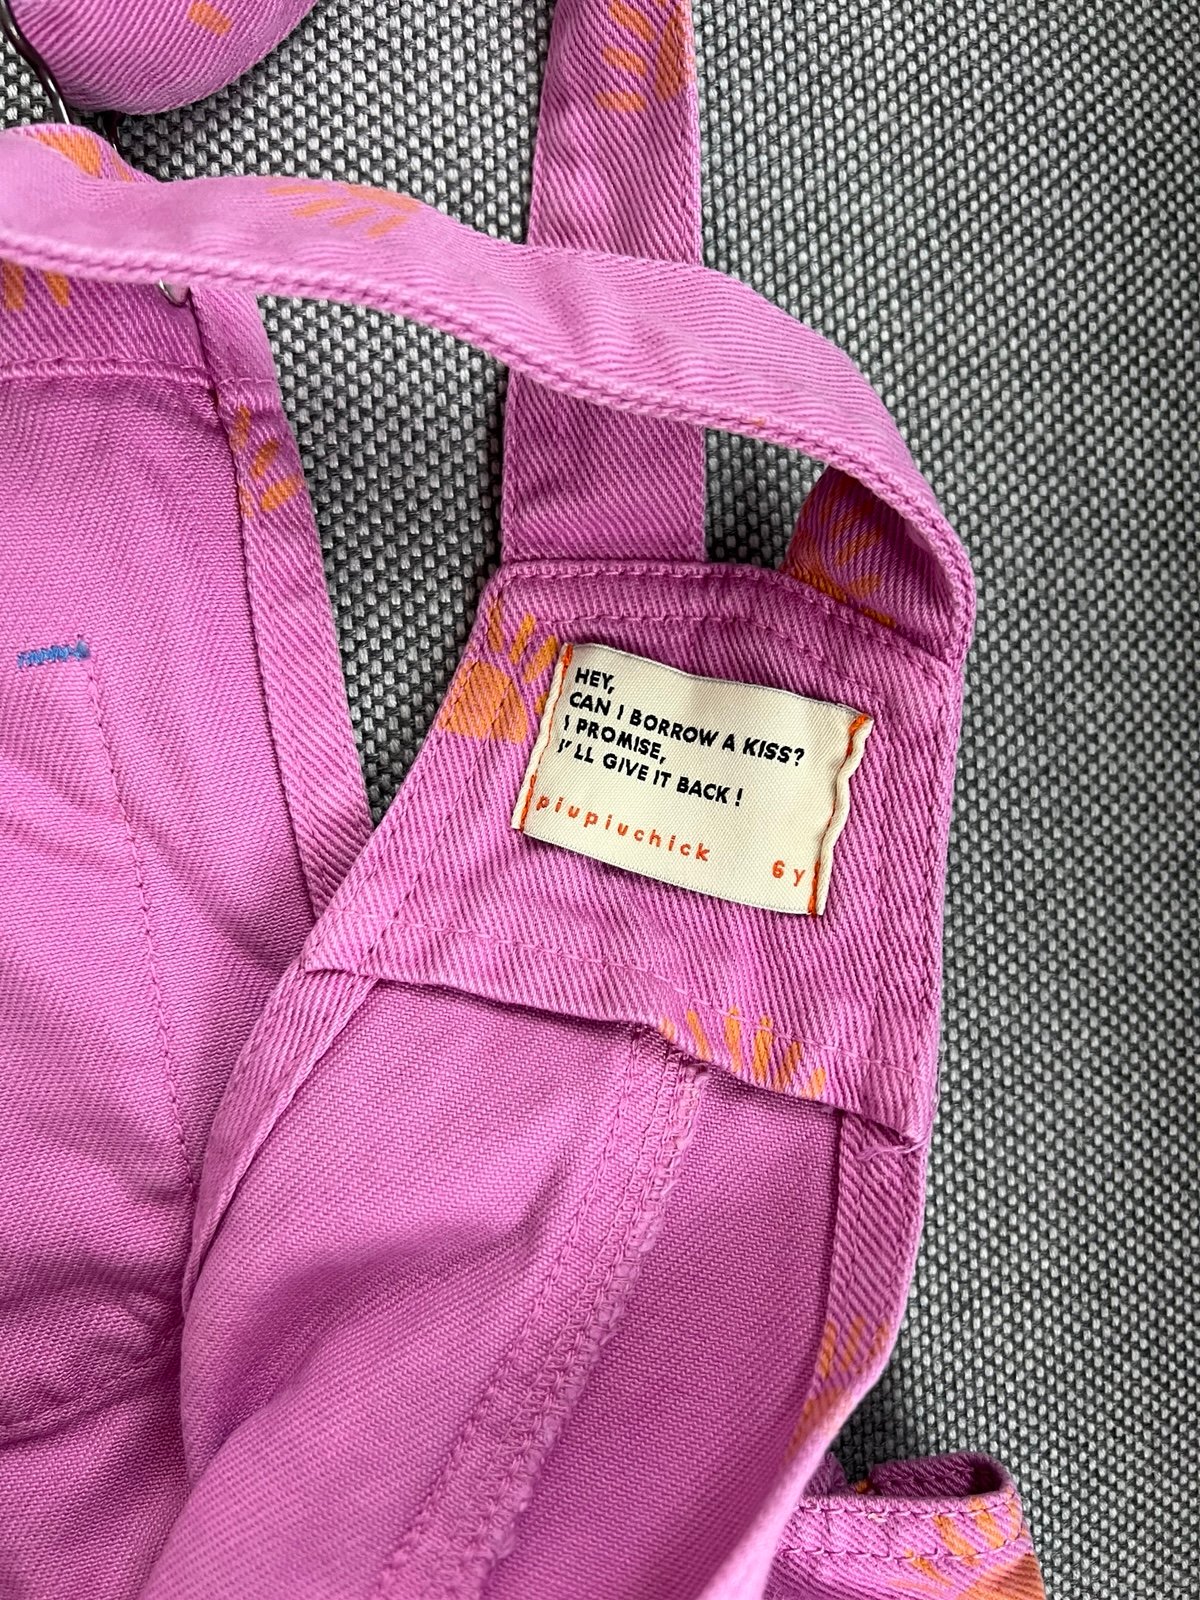 HEY,
CAN I BORROW A KISS?
I PROMISE,
I'LL GIVE IT BACK !
piupiuchick 6y